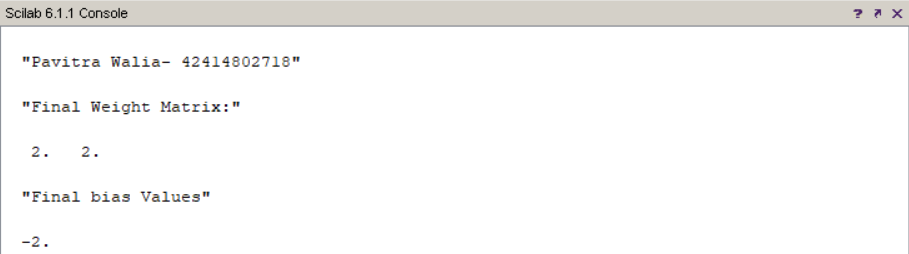 Scilab 6.1.1 Console ? ↗ ✕
"Pavitra Walia- 42414802718"
"Final Weight Matrix:"
2. 2.
"Final bias Values"
-2.